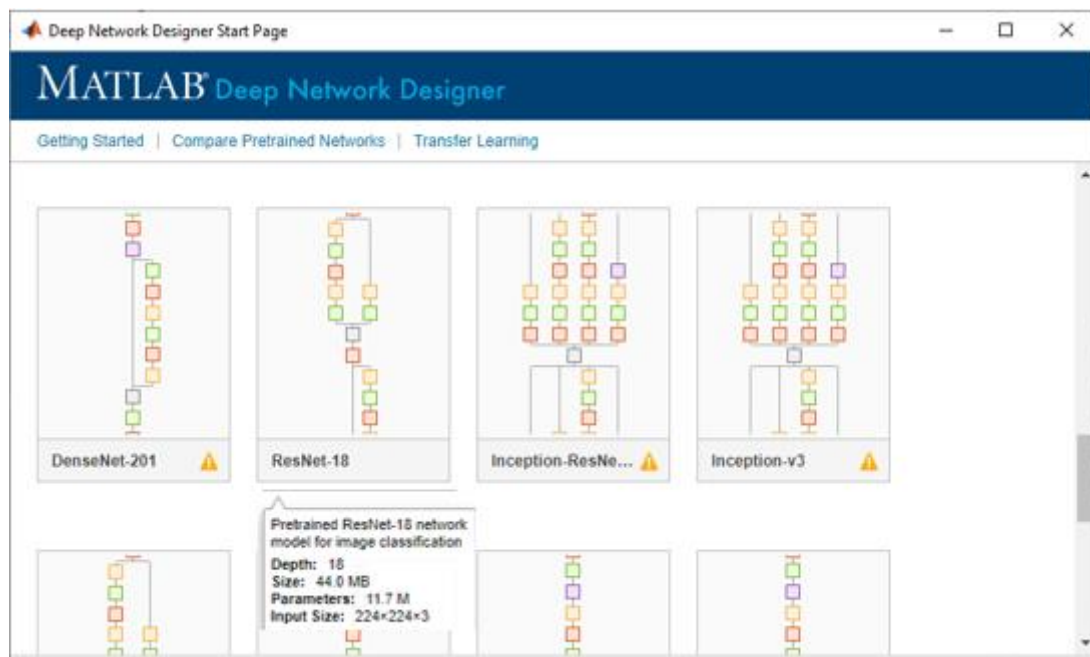 Deep Network Designer Start Page
MATLAB® Deep Network Designer
Getting Started | Compare Pretrained Networks | Transfer Learning
DenseNet-201
ResNet-18
Inception-ResNe...
Inception-v3
Pretrained ResNet-18 network
model for image classification
Depth: 18
Size: 44.0 MB
Parameters: 11.7 M
Input Size: 224×224×3